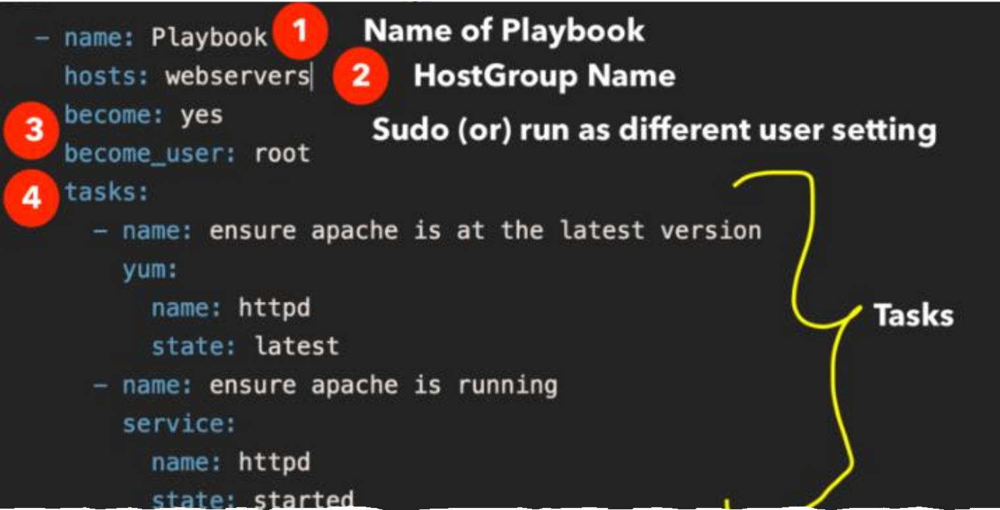 - name: Playbook 1 Name of Playbook
hosts: webservers 2 HostGroup Name
3 become: yes
Sudo (or) run as different user setting
become_user: root
4 tasks:
- name: ensure apache is at the latest version
yum:
name: httpd
Tasks
state: latest
- name: ensure apache is running
service:
name: httpd
state: started